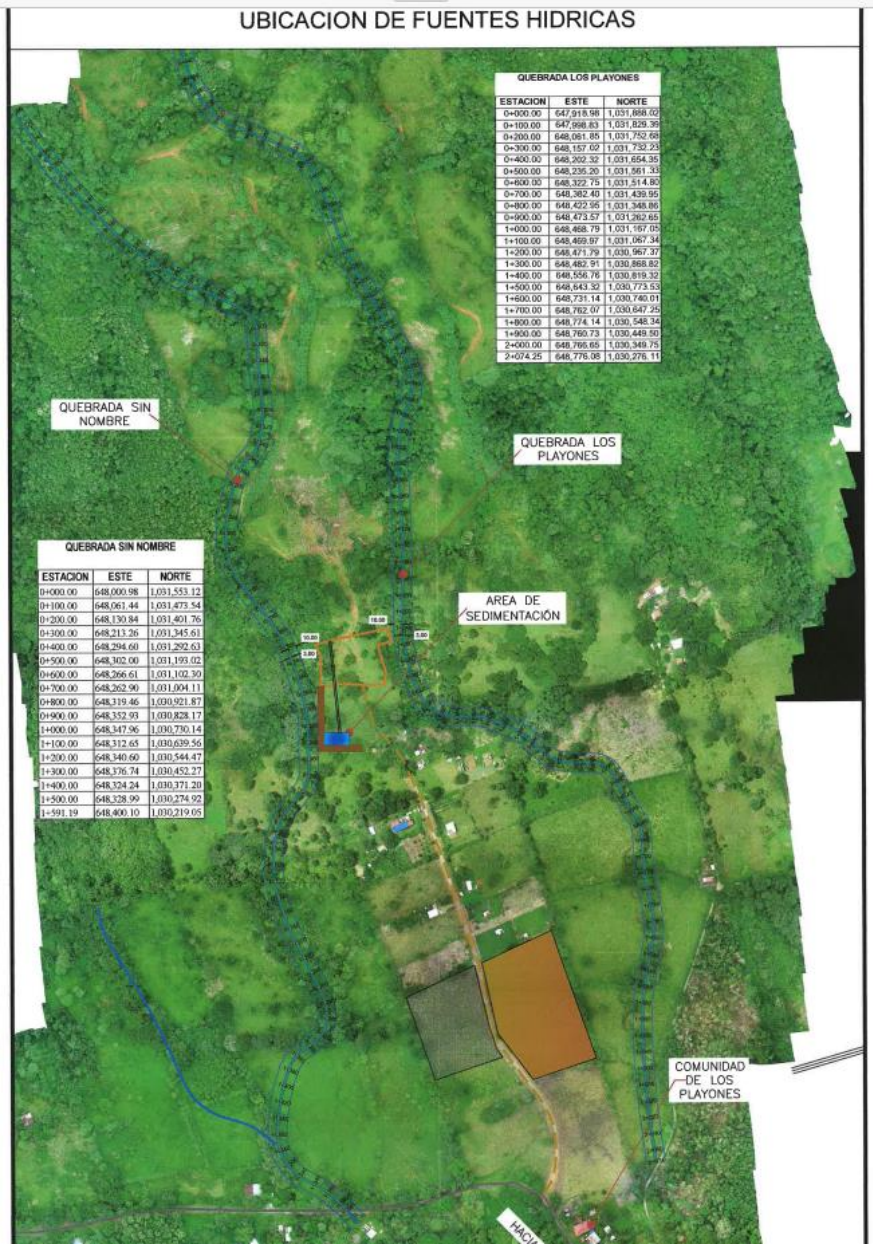 UBICACION DE FUENTES HIDRICAS
QUEBRADA LOS PLAYONES
ESTACION ESTE NORTE
0+000.00 647,918.98 1,031,888.02
0+100.00 647,998.83 1,031,829.39
0+200.00 648,061.85 1,031,752.68
0+300.00 648,157.02 1,031,732.23
0+400.00 648,202.32 1,031,654.35
0+500.00 648,235.20 1,031,561.33
0+600.00 648,322.75 1,031,514.80
0+700.00 648,382.40 1,031,439.95
0+800.00 648,422.95 1,031,348.86
0+900.00 648,473.57 1,031,262.65
1+000.00 648,468.79 1,031,167.05
1+100.00 648,469.97 1,031,067.34
1+200.00 648,471.79 1,030,967.37
1+300.00 648,482.91 1,030,868.82
1+400.00 648,556.76 1,030,819.32
1+500.00 648,643.32 1,030,773.53
1+600.00 648,731.14 1,030,740.01
1+700.00 648,762.07 1,030,647.25
1+800.00 648,774.14 1,030,548.34
1+900.00 648,760.73 1,030,449.50
2+000.00 648,766.65 1,030,349.75
2+074.25 648,776.08 1,030,276.11
QUEBRADA SIN
NOMBRE
QUEBRADA LOS
PLAYONES
QUEBRADA SIN NOMBRE
ESTACION ESTE NORTE
0+000.00 648,000.98 1,031,553.12
0+100.00 648,061.44 1,031,473.54
0+200.00 648,130.84 1,031,401.76
0+300.00 648,213.26 1,031,345.61
0+400.00 648,294.60 1,031,292.63
0+500.00 648,302.00 1,031,193.02
0+600.00 648,266.61 1,031,102.30
0+700.00 648,262.90 1,031,004.11
0+800.00 648,319.46 1,030,921.87
0+900.00 648,352.93 1,030,828.17
1+000.00 648,347.96 1,030,730.14
1+100.00 648,312.65 1,030,639.56
1+200.00 648,340.60 1,030,544.47
1+300.00 648,376.74 1,030,452.27
1+400.00 648,324.24 1,030,371.20
1+500.00 648,328.99 1,030,274.92
1+591.19 648,400.10 1,030,219.05
AREA DE
SEDIMENTACIÓN
10.00
10.00
3.00
3.00
COMUNIDAD
DE LOS
PLAYONES
HACIA